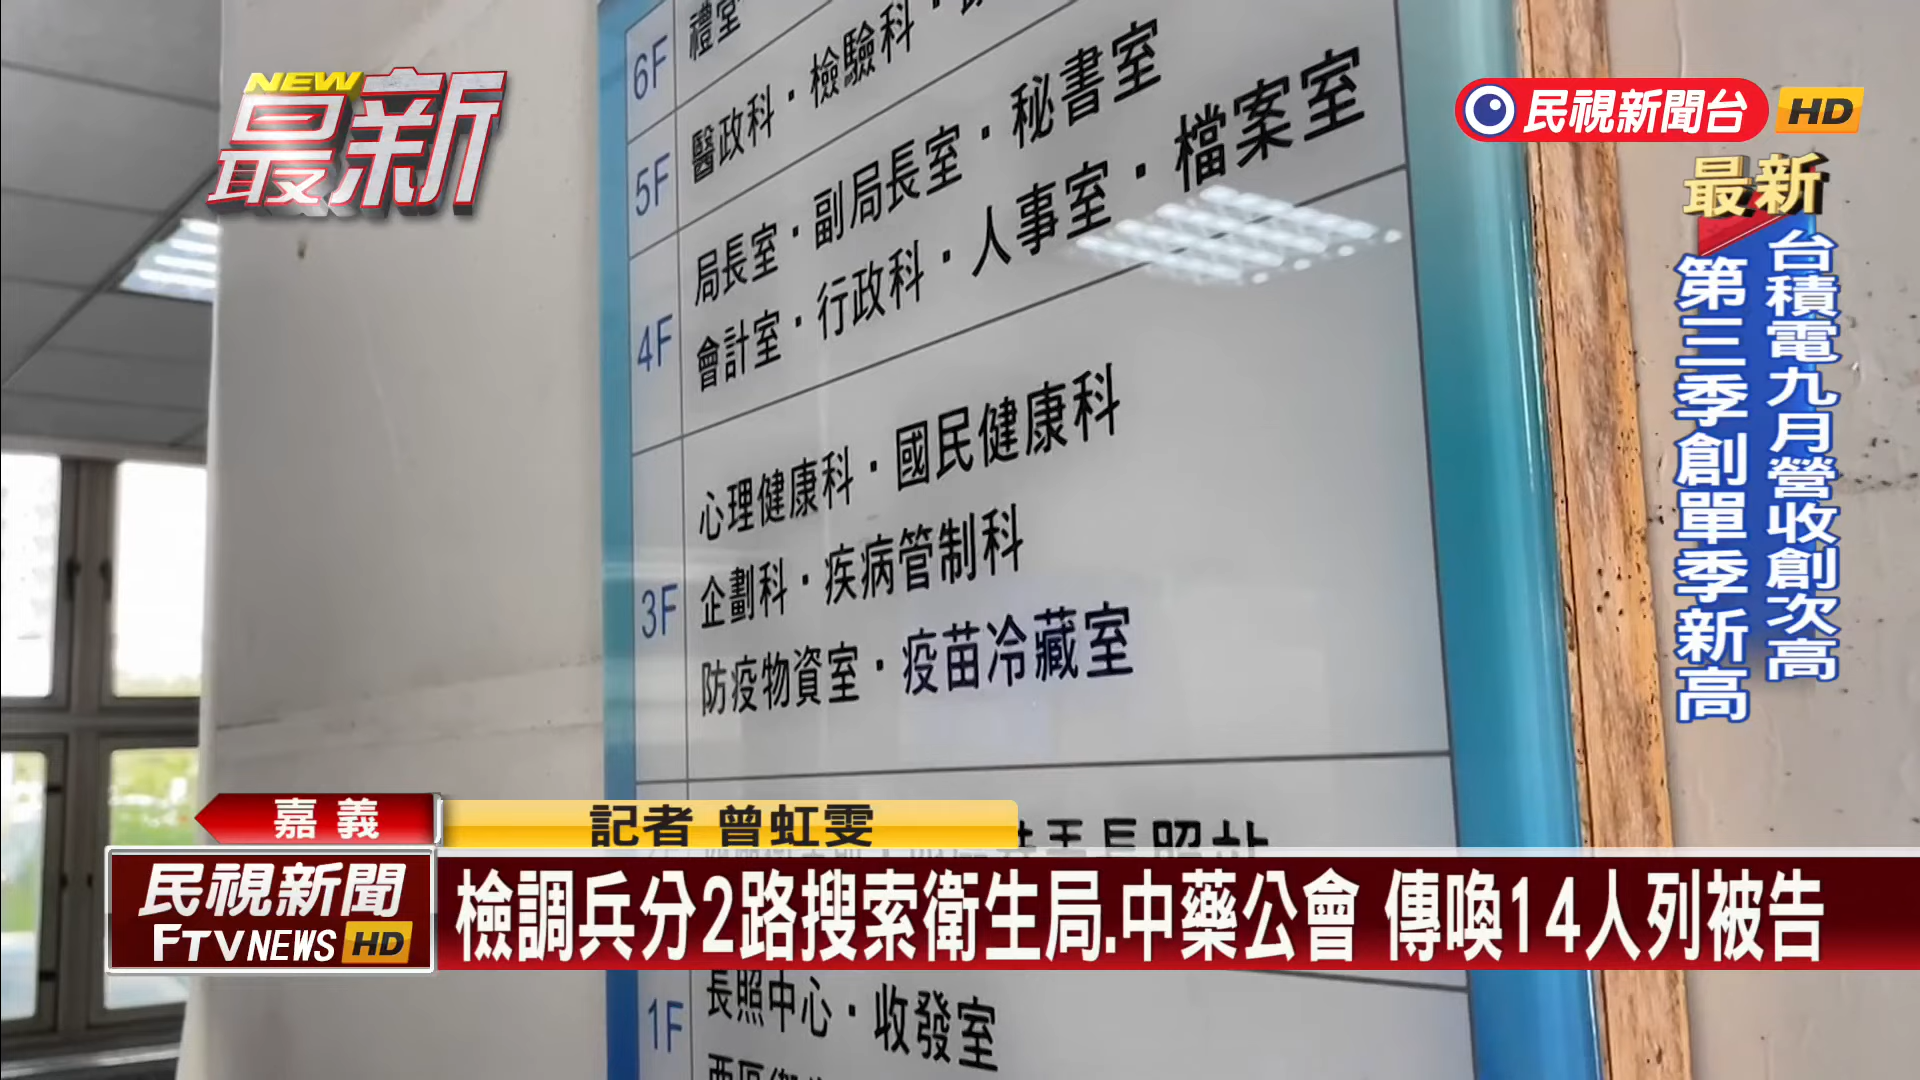 NEW
最新
民視新聞台 HD
最新
台積電九月營收創次高
第三季創單季新高
6F
禮堂
5F
醫政科・檢驗科・
4F
局長室・副局長室・秘書室
會計室・行政科・人事室・檔案室
3F
心理健康科・國民健康科
企劃科・疾病管制科
防疫物資室・疫苗冷藏室
嘉義
記者 曾虹雯
民視新聞
FTVNEWS HD
檢調兵分2路搜索衛生局.中藥公會 傳喚14人列被告
1F
長照中心・收發室